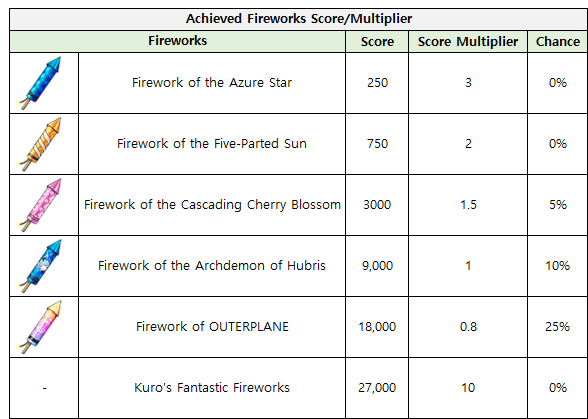 Achieved Fireworks Score/Multiplier
Fireworks Score Score Multiplier Chance
Firework of the Azure Star 250 3 0%
Firework of the Five-Parted Sun 750 2 0%
Firework of the Cascading Cherry Blossom 3000 1.5 5%
Firework of the Archdemon of Hubris 9,000 1 10%
Firework of OUTERPLANE 18,000 0.8 25%
- Kuro's Fantastic Fireworks 27,000 10 0%